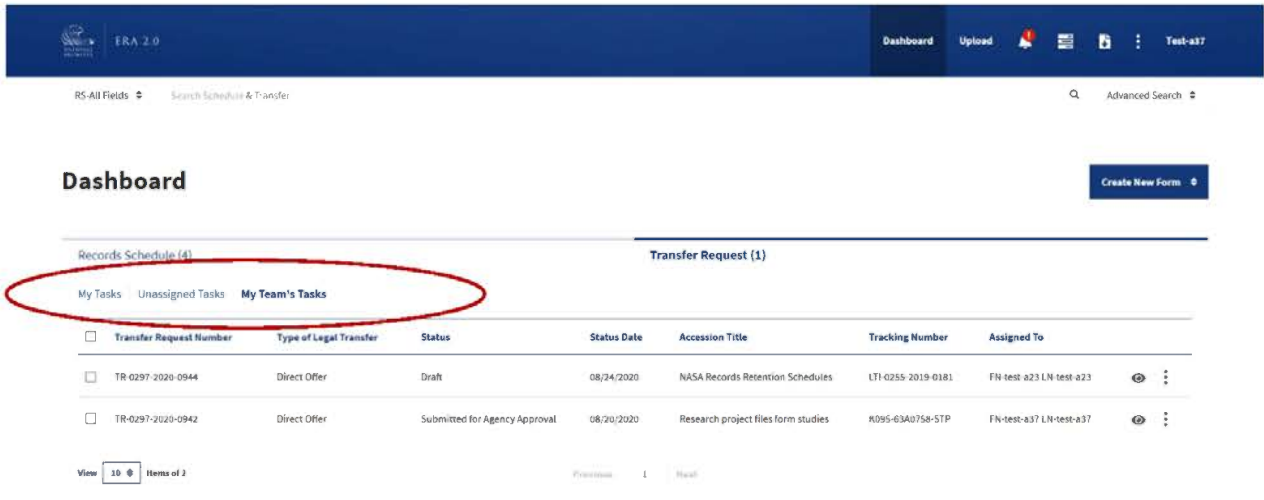 ERA 2.0
Dashboard Upload Test-a37
RS-All Fields Search Schedule & Transfer Advanced Search
Dashboard
Create New Form
Records Schedule (4) Transfer Request (1)
My Tasks Unassigned Tasks My Team's Tasks
Transfer Request Number Type of Legal Transfer Status Status Date Accession Title Tracking Number Assigned To
TR-0297-2020-0944 Direct Offer Draft 08/24/2020 NASA Records Retention Schedules LTI-0255-2019-0181 FN-test-a23 LN-test-a23
TR-0297-2020-0942 Direct Offer Submitted for Agency Approval 08/20/2020 Research project files form studies FN-test-a37 LN-test-a37
View 10 Items of 2 Previous 1 Next